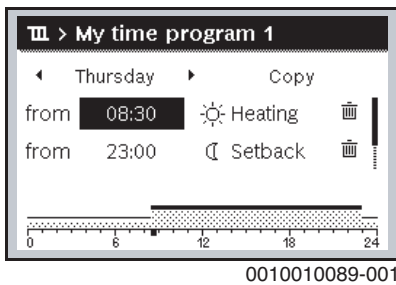 > My time program 1
Thursday Copy
from 08:30 Heating
from 23:00 Setback
0 6 12 18 24
0010010089-001